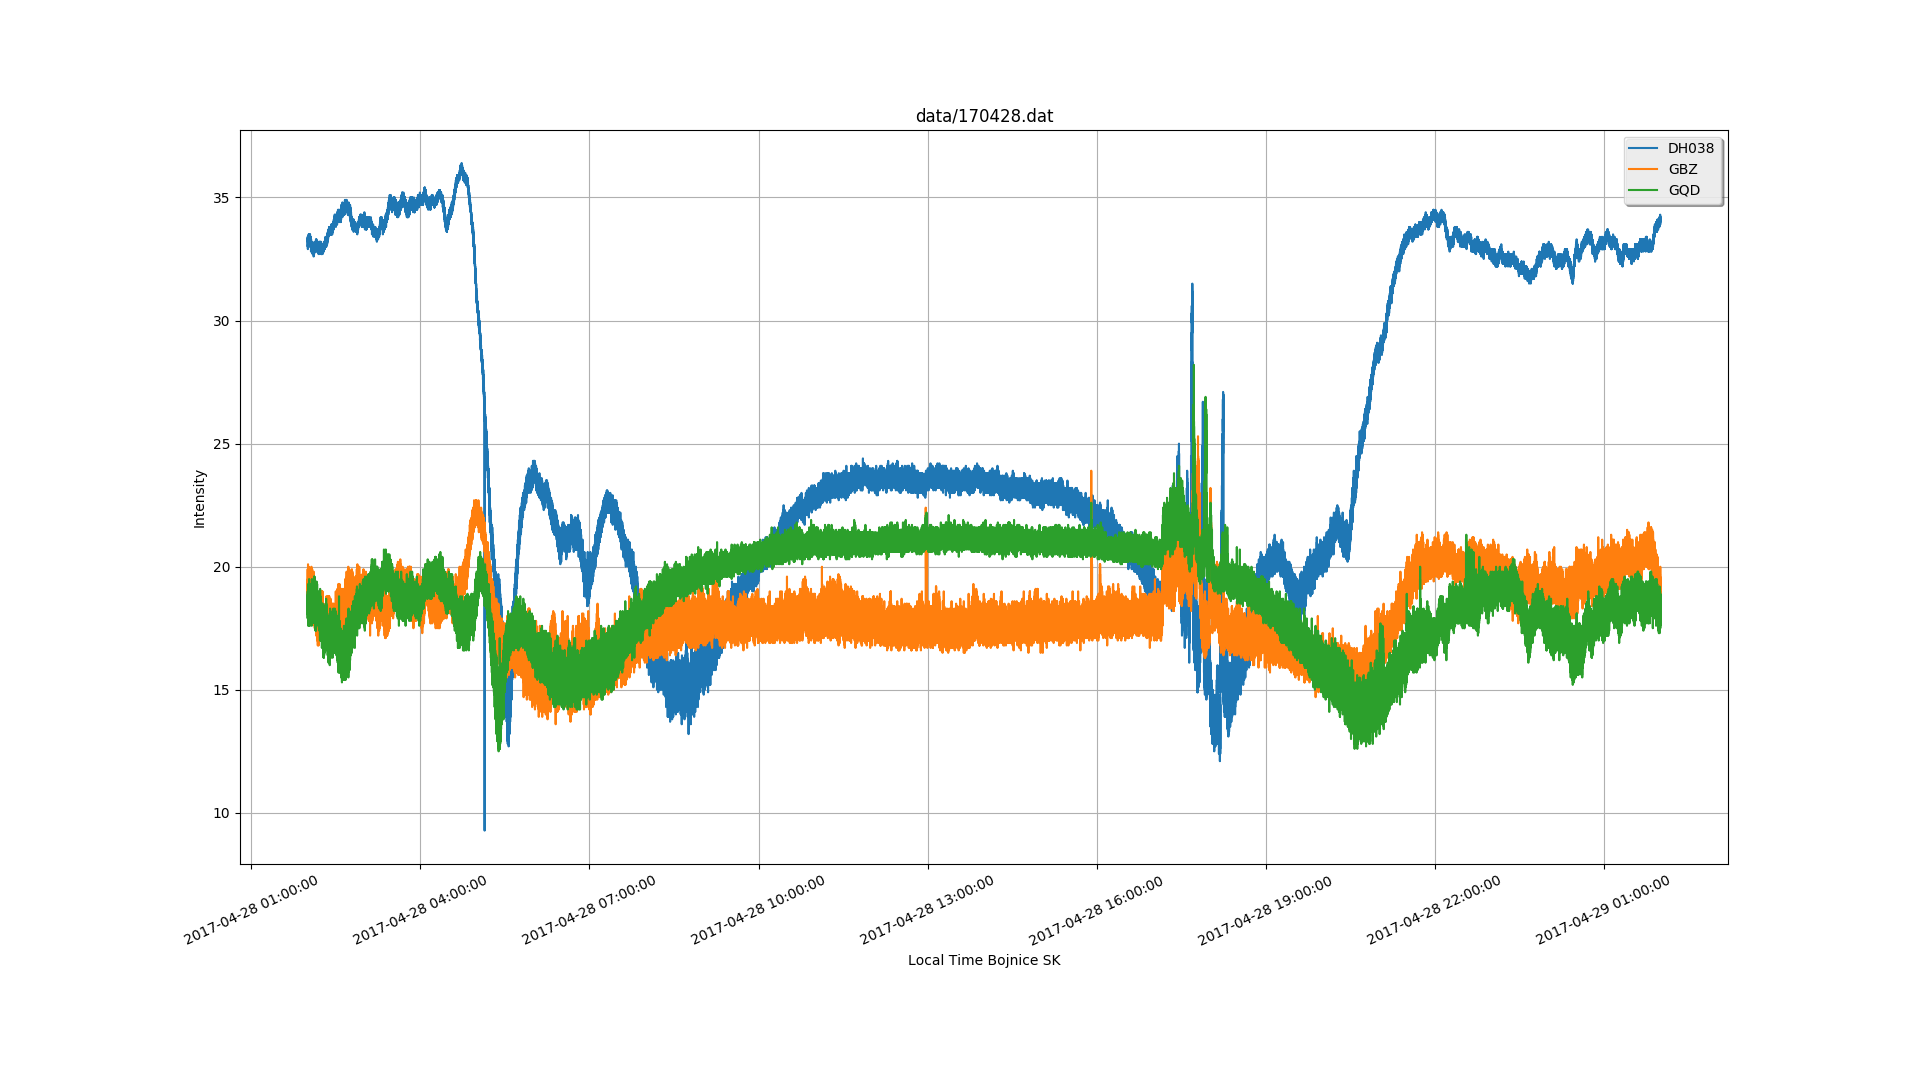 data/170428.dat
DH038
GBZ
GQD
35
30
25
20
15
10
Intensity
2017-04-28 01:00:00
2017-04-28 04:00:00
2017-04-28 07:00:00
2017-04-28 10:00:00
2017-04-28 13:00:00
2017-04-28 16:00:00
2017-04-28 19:00:00
2017-04-28 22:00:00
2017-04-29 01:00:00
Local Time Bojnice SK